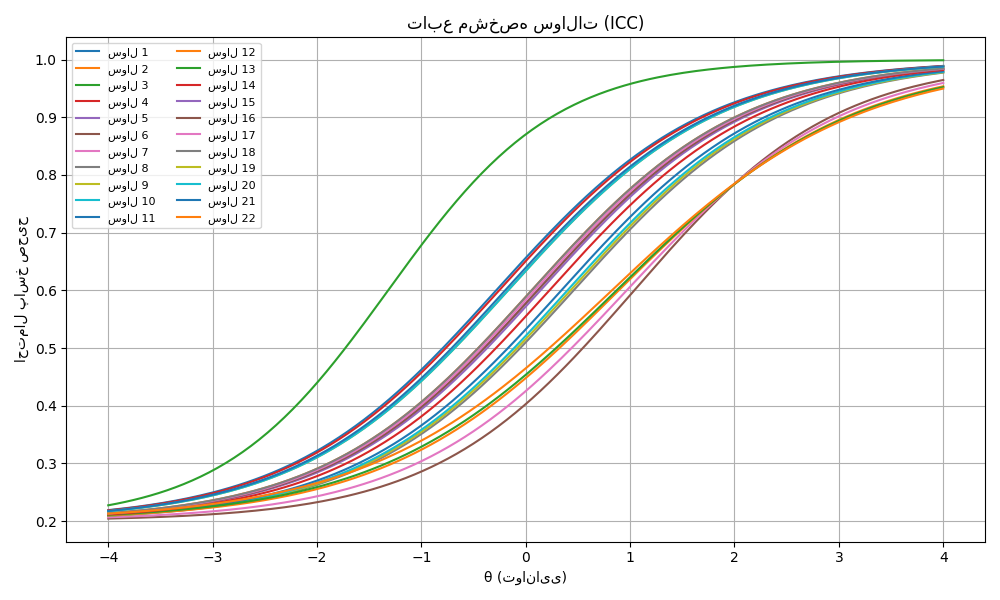 تابع مشخصه سوالات (ICC)
سوال 1
سوال 2
سوال 3
سوال 4
سوال 5
سوال 6
سوال 7
سوال 8
سوال 9
سوال 10
سوال 11
سوال 12
سوال 13
سوال 14
سوال 15
سوال 16
سوال 17
سوال 18
سوال 19
سوال 20
سوال 21
سوال 22
احتمال پاسخ صحیح
1.0
0.9
0.8
0.7
0.6
0.5
0.4
0.3
0.2
−4 −3 −2 −1 0 1 2 3 4
θ (توانایی)